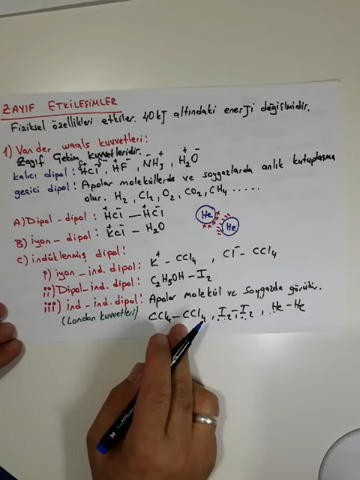 ZAYIF ETKİLEŞİMLER
Fiziksel özellikleri etkiler. 40 kJ altındaki enerji değişimidir.
1) Van der waals kuvvetleri:
Zayıf Çekim kuvvetleridir.
kalıcı dipol: HCl, HF, NH3, H2O
geçici dipol: Apolar moleküllerde ve soygazlarda anlık kutuplaşma
olur. H2, Cl2, O2, CO2, CH4 .....
A) Dipol - dipol: HCl — HCl
He
He
B) iyon - dipol: KCl — H2O
C) indüklenmiş dipol:
i) iyon - ind. dipol: K+ - CCl4, Cl- - CCl4
ii) Dipol - ind. dipol: C2H5OH - I2
iii) ind - ind. dipol: Apolar molekül ve soygazda görülür.
(London kuvvetleri) CCl4 - CCl4, I2 - I2, He - He